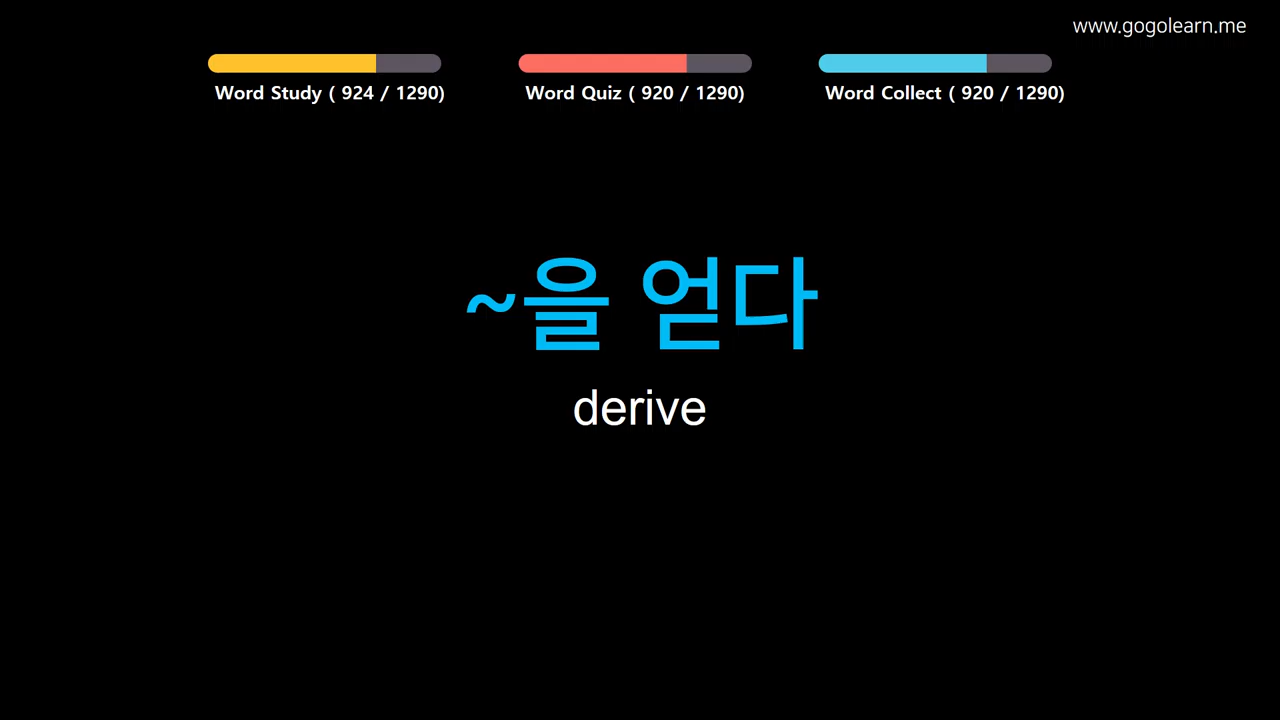 www.gogolearn.me
Word Study ( 924 / 1290)
Word Quiz ( 920 / 1290)
Word Collect ( 920 / 1290)
~을 얻다
derive